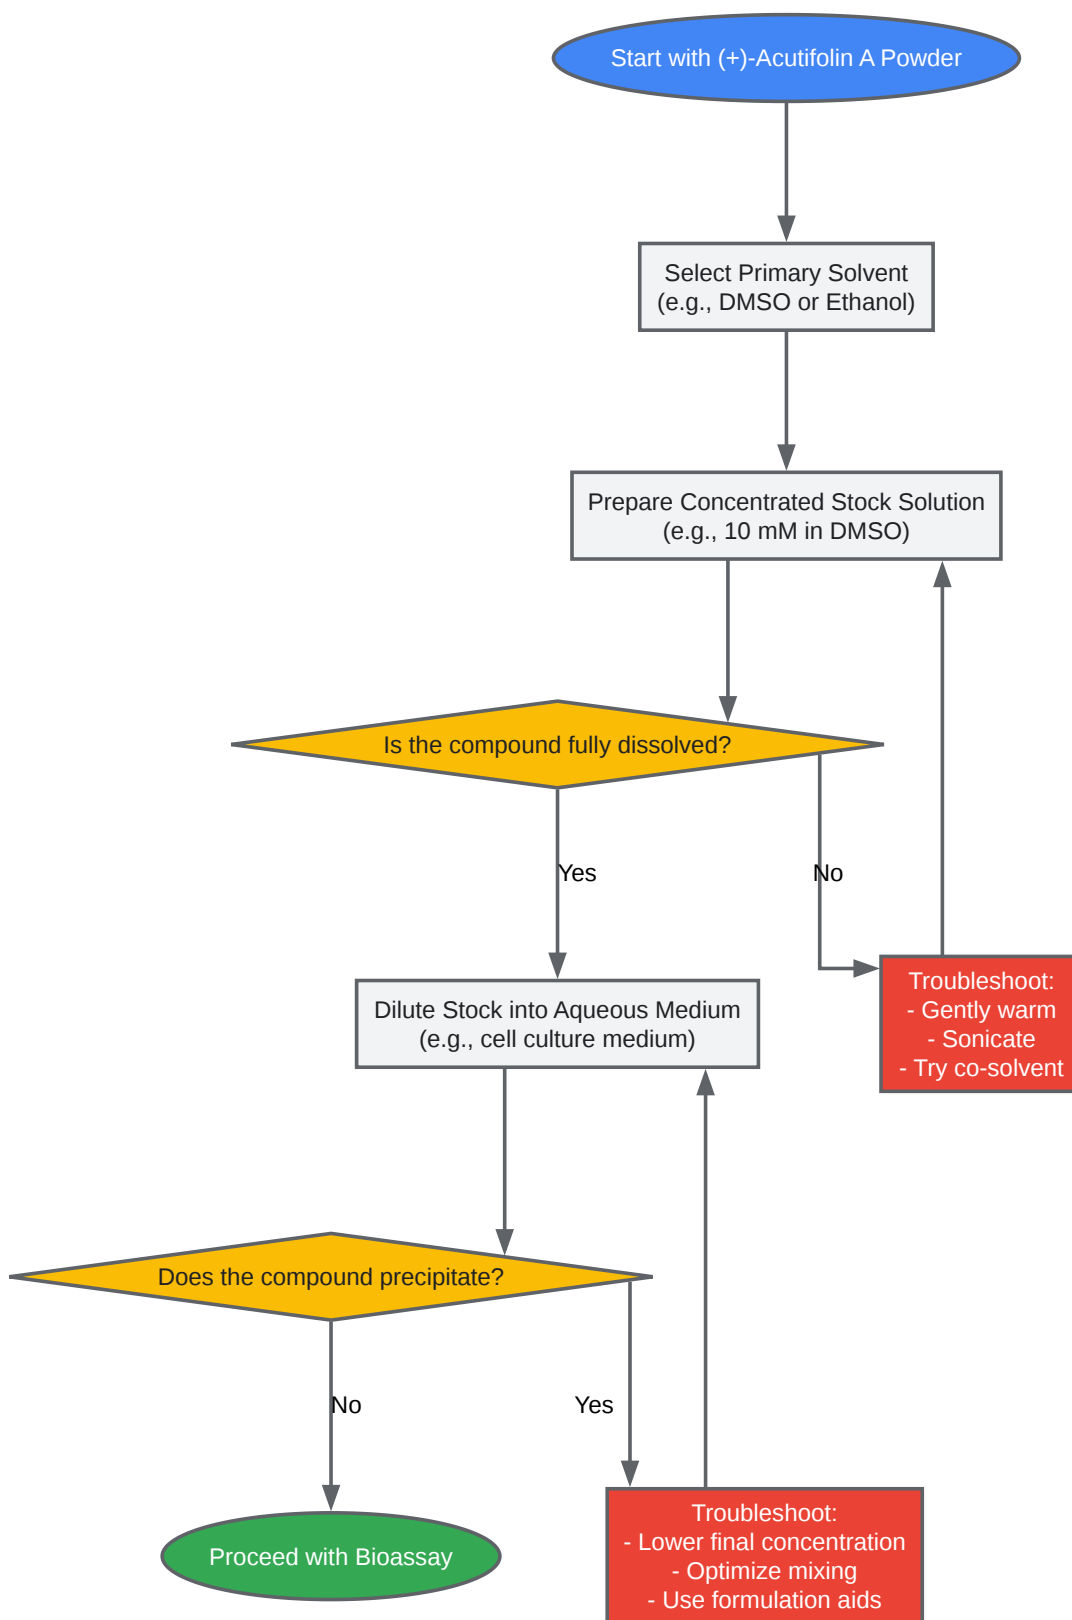 Start with (+)-Acutifolin A Powder
Select Primary Solvent
(e.g., DMSO or Ethanol)
Prepare Concentrated Stock Solution
(e.g., 10 mM in DMSO)
Is the compound fully dissolved?
Yes
No
Troubleshoot:
- Gently warm
- Sonicate
- Try co-solvent
Dilute Stock into Aqueous Medium
(e.g., cell culture medium)
Does the compound precipitate?
No
Yes
Troubleshoot:
- Lower final concentration
- Optimize mixing
- Use formulation aids
Proceed with Bioassay